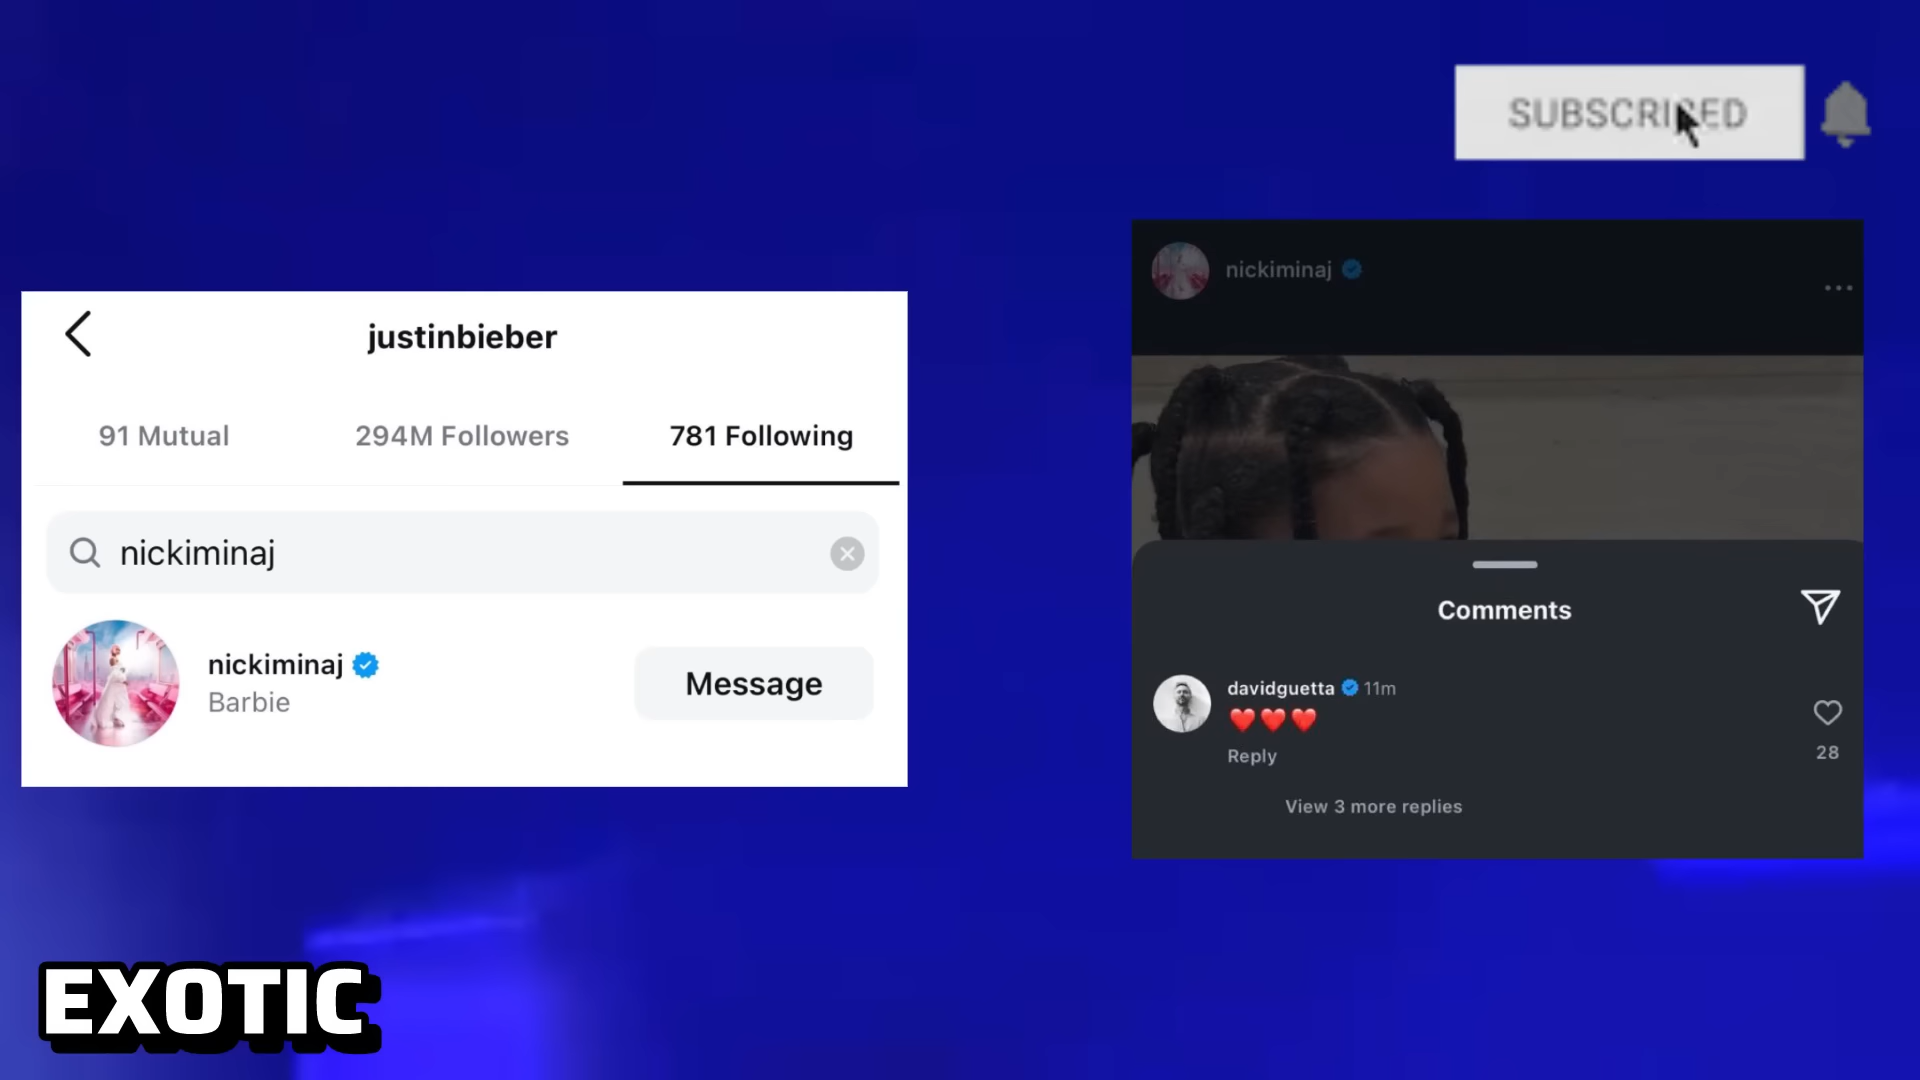 SUBSCRIBED
nickiminaj
justinbieber
91 Mutual
294M Followers
781 Following
nickiminaj
nickiminaj
Barbie
Message
Comments
davidguetta 11m
❤️❤️❤️
Reply
28
View 3 more replies
EXOTIC